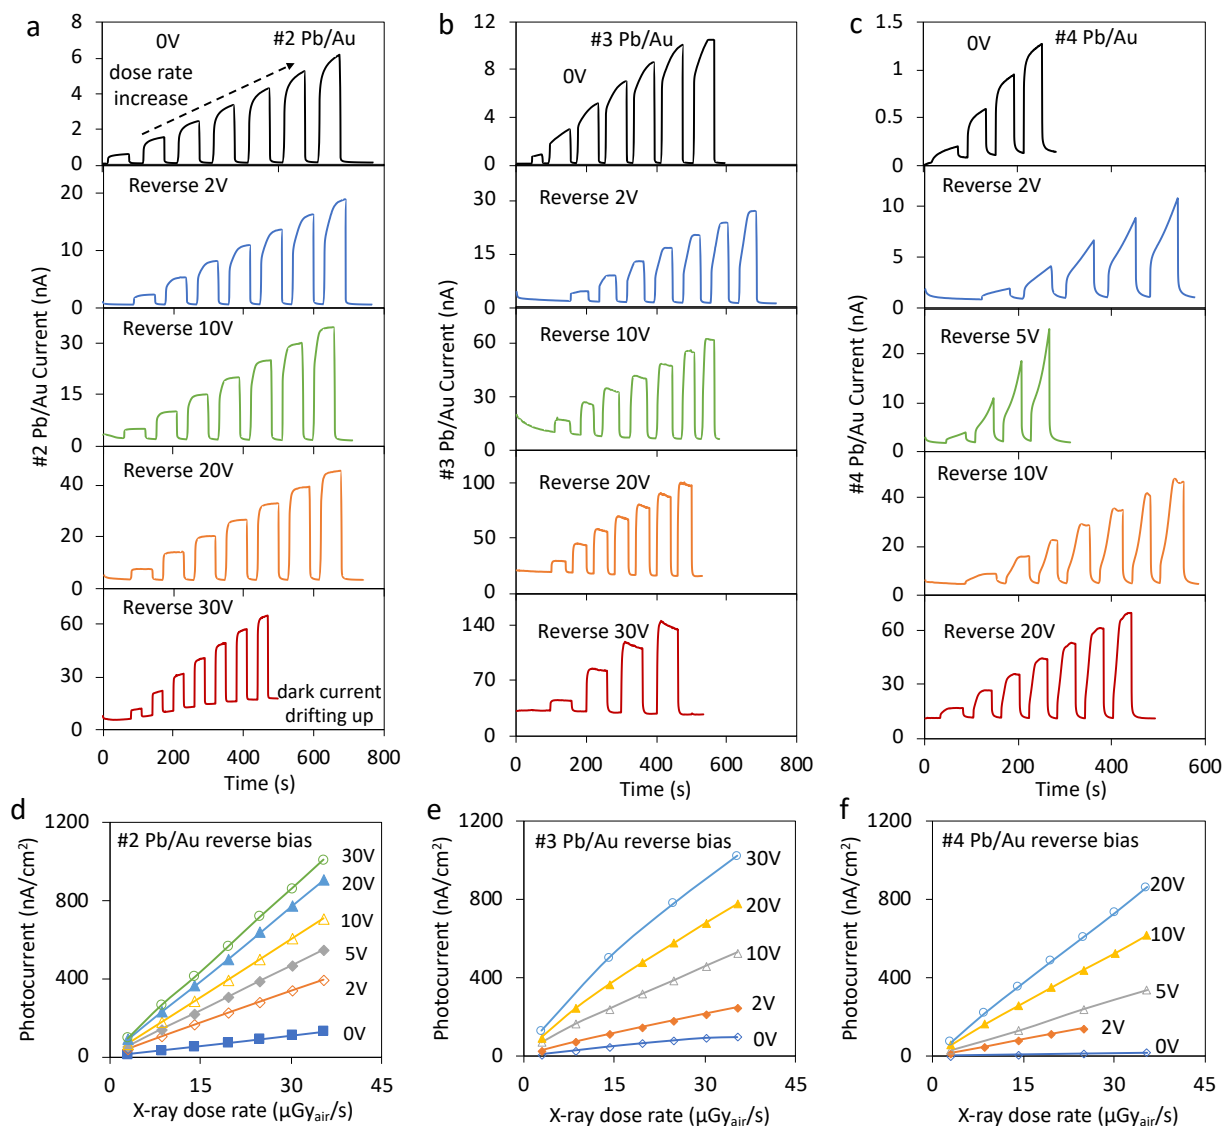 a
0V
#2 Pb/Au
dose rate
increase
8
6
4
2
0
Reverse 2V
20
10
0
Reverse 10V
30
15
0
Reverse 20V
40
20
0
Reverse 30V
60
30
0
dark current
drifting up
0 200 400 600 800
Time (s)
#2 Pb/Au Current (nA)
b
#3 Pb/Au
0V
12
8
4
0
Reverse 2V
30
15
0
Reverse 10V
60
30
0
Reverse 20V
100
50
0
Reverse 30V
140
70
0
0 200 400 600 800
Time (s)
#3 Pb/Au Current (nA)
c
0V
#4 Pb/Au
1.5
1
0.5
0
Reverse 2V
10
5
0
Reverse 5V
20
10
0
Reverse 10V
40
20
0
Reverse 20V
60
30
0
0 200 400 600
Time (s)
#4 Pb/Au Current (nA)
d
#2 Pb/Au reverse bias
1200
800
400
0
30V
20V
10V
5V
2V
0V
0 15 30 45
X-ray dose rate (µGyair/s)
Photocurrent (nA/cm²)
e
#3 Pb/Au reverse bias
1200
800
400
0
30V
20V
10V
2V
0V
0 15 30 45
X-ray dose rate (µGyair/s)
Photocurrent (nA/cm²)
f
#4 Pb/Au reverse bias
1200
800
400
0
20V
10V
5V
2V
0V
0 15 30 45
X-ray dose rate (µGyair/s)
Photocurrent (nA/cm²)